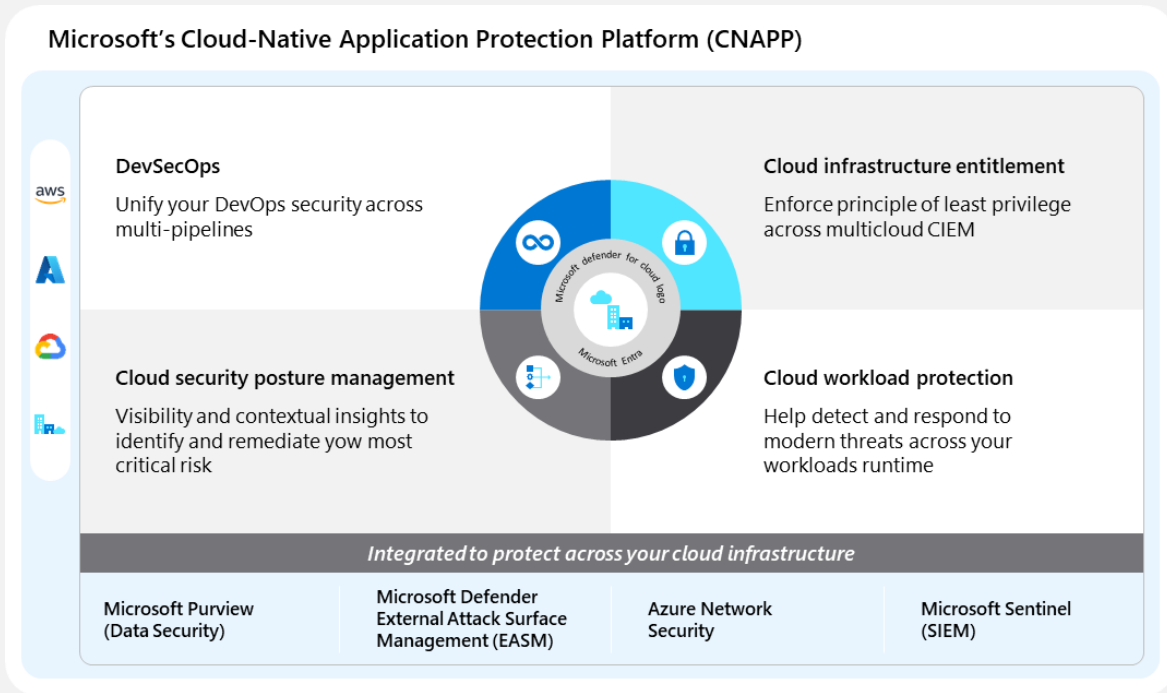 Microsoft's Cloud-Native Application Protection Platform (CNAPP)
aws
DevSecOps
Unify your DevOps security across
multi-pipelines
Cloud infrastructure entitlement
Enforce principle of least privilege
across multicloud CIEM
Microsoft defender for cloud logo
Microsoft Entra
Cloud security posture management
Visibility and contextual insights to
identify and remediate yow most
critical risk
Cloud workload protection
Help detect and respond to
modern threats across your
workloads runtime
Integrated to protect across your cloud infrastructure
Microsoft Purview
(Data Security)
Microsoft Defender
External Attack Surface
Management (EASM)
Azure Network
Security
Microsoft Sentinel
(SIEM)